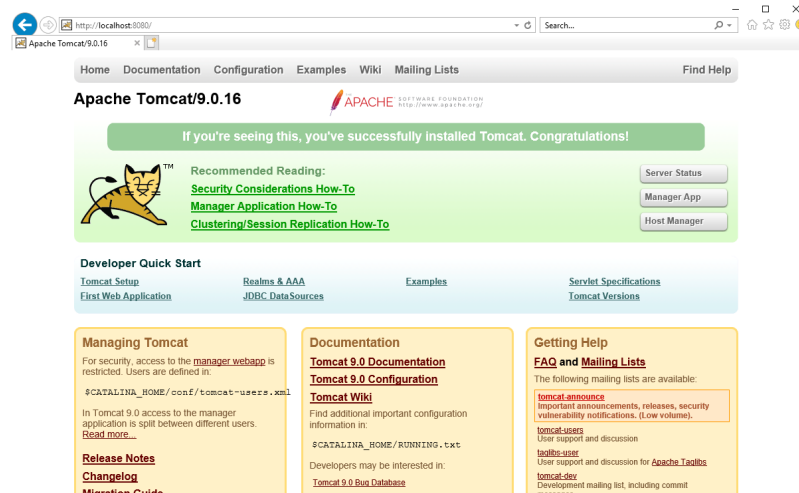 http://localhost:8080/
Search...
Apache Tomcat/9.0.16
Home Documentation Configuration Examples Wiki Mailing Lists Find Help
Apache Tomcat/9.0.16
THE APACHE SOFTWARE FOUNDATION
http://www.apache.org/
If you're seeing this, you've successfully installed Tomcat. Congratulations!
TM
Recommended Reading:
Security Considerations How-To
Manager Application How-To
Clustering/Session Replication How-To
Server Status
Manager App
Host Manager
Developer Quick Start
Tomcat Setup
First Web Application
Realms & AAA
JDBC DataSources
Examples
Servlet Specifications
Tomcat Versions
Managing Tomcat
For security, access to the manager webapp is
restricted. Users are defined in:
$CATALINA_HOME/conf/tomcat-users.xml
In Tomcat 9.0 access to the manager
application is split between different users.
Read more...
Release Notes
Changelog
Migration Guide
Documentation
Tomcat 9.0 Documentation
Tomcat 9.0 Configuration
Tomcat Wiki
Find additional important configuration
information in:
$CATALINA_HOME/RUNNING.txt
Developers may be interested in:
Tomcat 9.0 Bug Database
Getting Help
FAQ and Mailing Lists
The following mailing lists are available:
tomcat-announce
Important announcements, releases, security
vulnerability notifications. (Low volume).
tomcat-users
User support and discussion
taglibs-user
User support and discussion for Apache Taglibs
tomcat-dev
Development mailing list, including commit